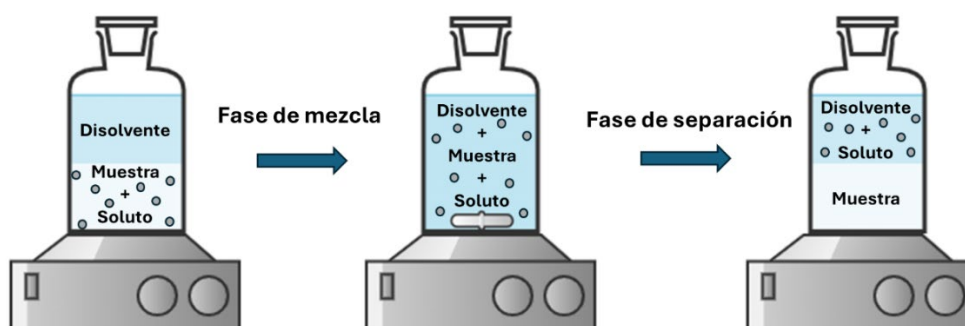 Disolvente
Muestra
+
Soluto
Fase de mezcla
Disolvente
+
Muestra
+
Soluto
Fase de separación
Disolvente
+
Soluto
Muestra